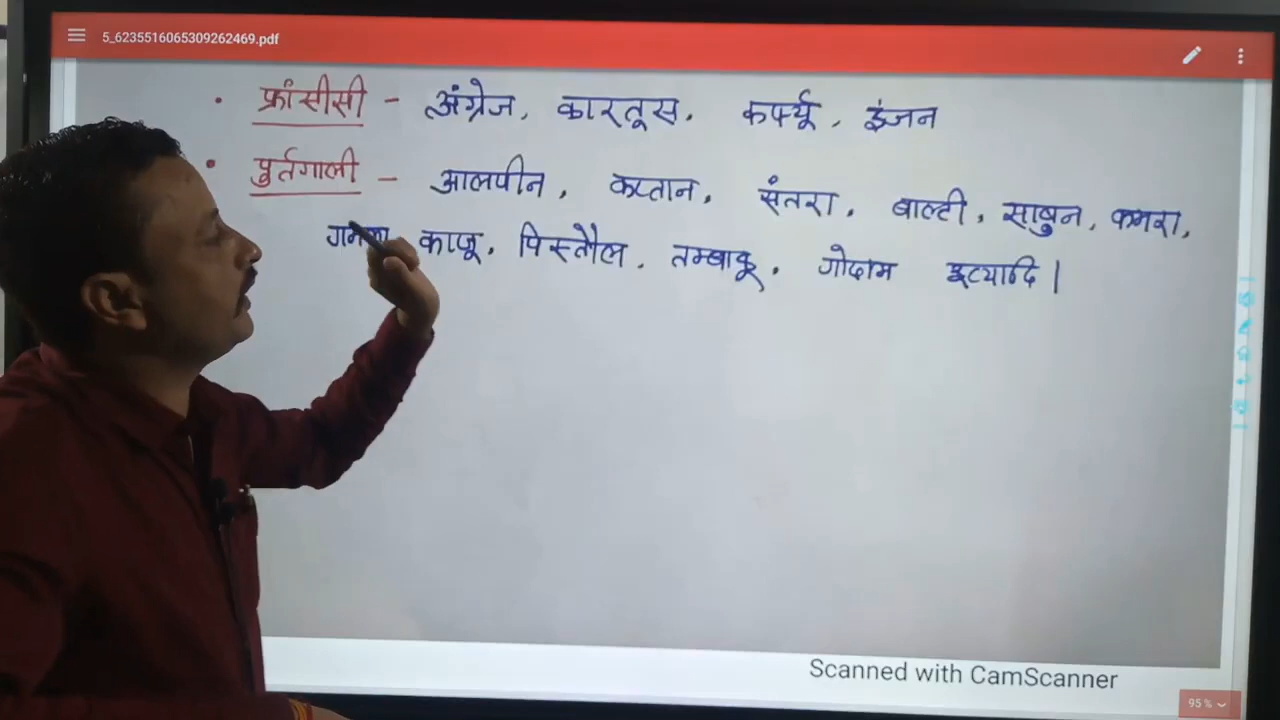 5_6235516065309262469.pdf
• फ्रांसीसी - अंग्रेज, कारतूस, कर्फ्यू, इंजन
• पुर्तगाली - आलपीन, कप्तान, संतरा, बाल्टी, साबुन, कमरा,
काजू, पिस्तौल, तम्बाकू, गोदाम इत्यादि।
Scanned with CamScanner
95%